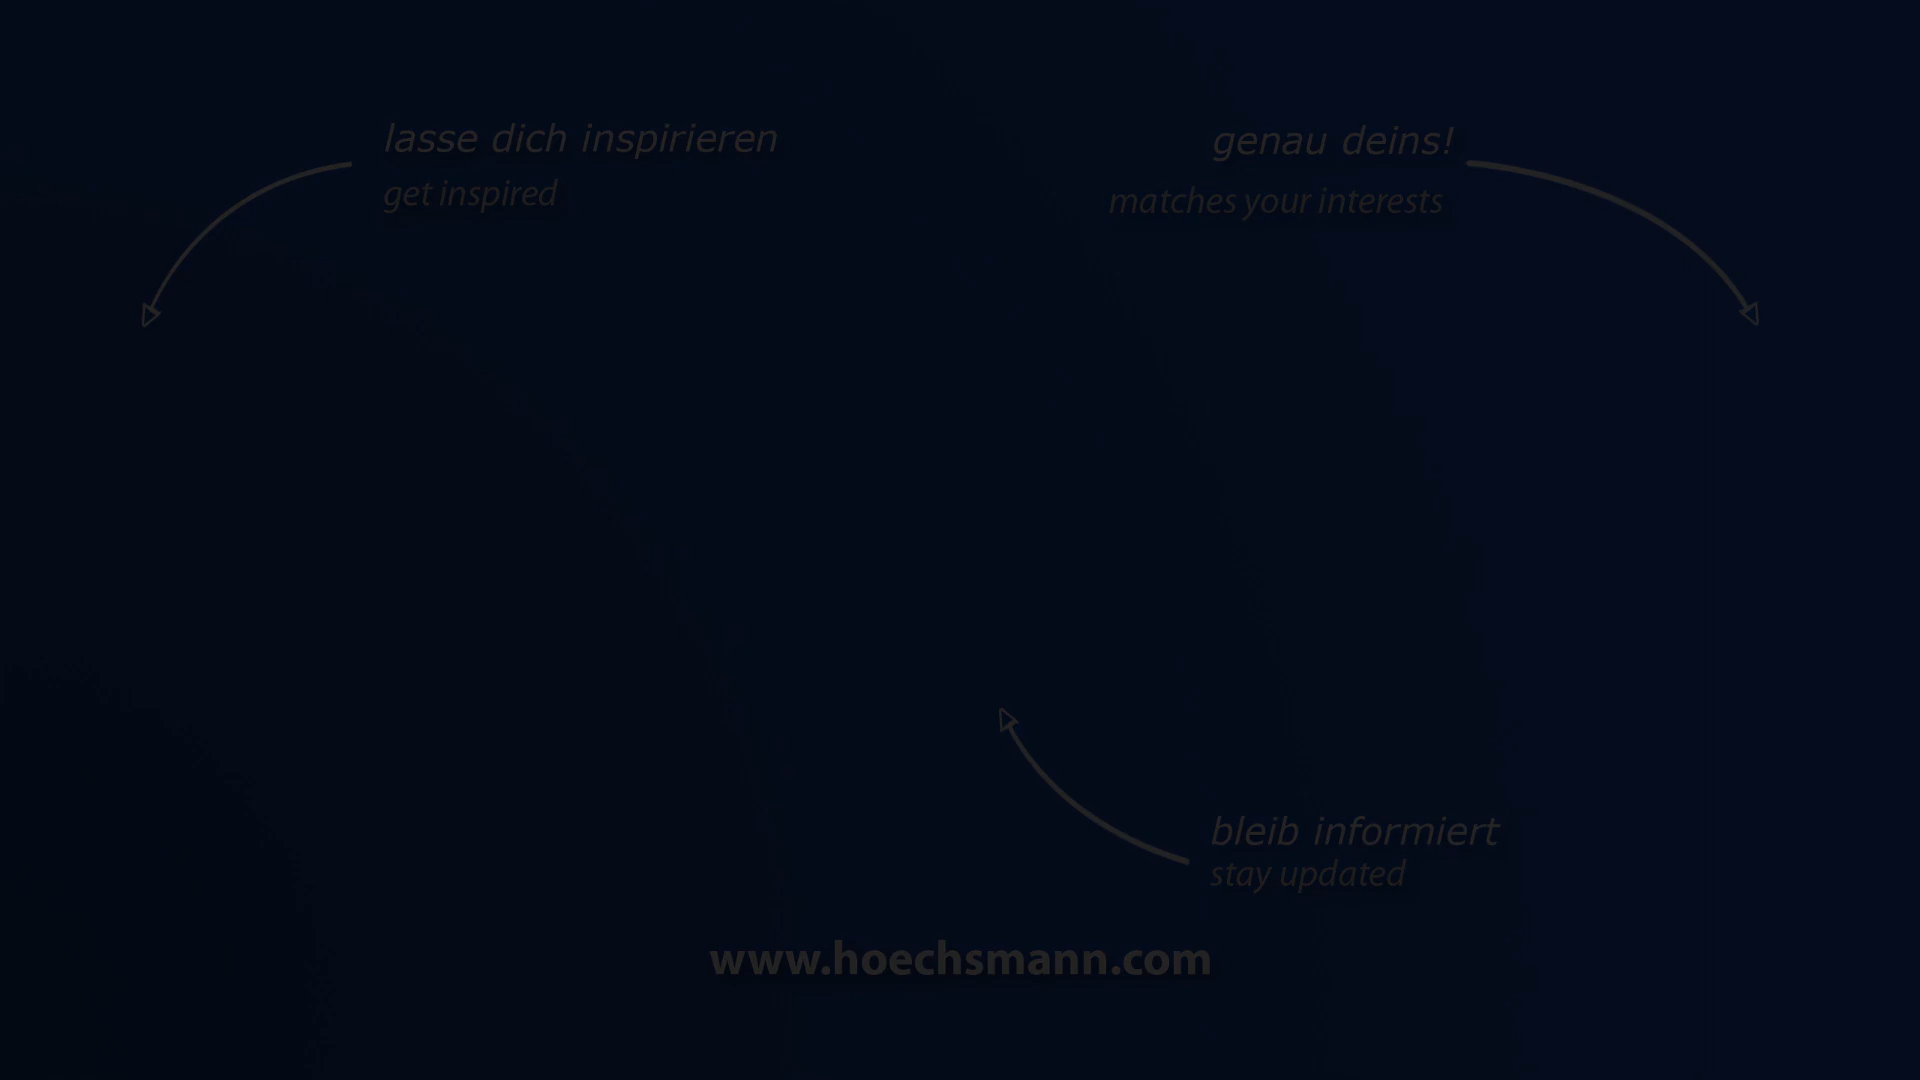 lasse dich inspirieren
get inspired
genau deins!
matches your interests
bleib informiert
stay updated
www.hoechsmann.com